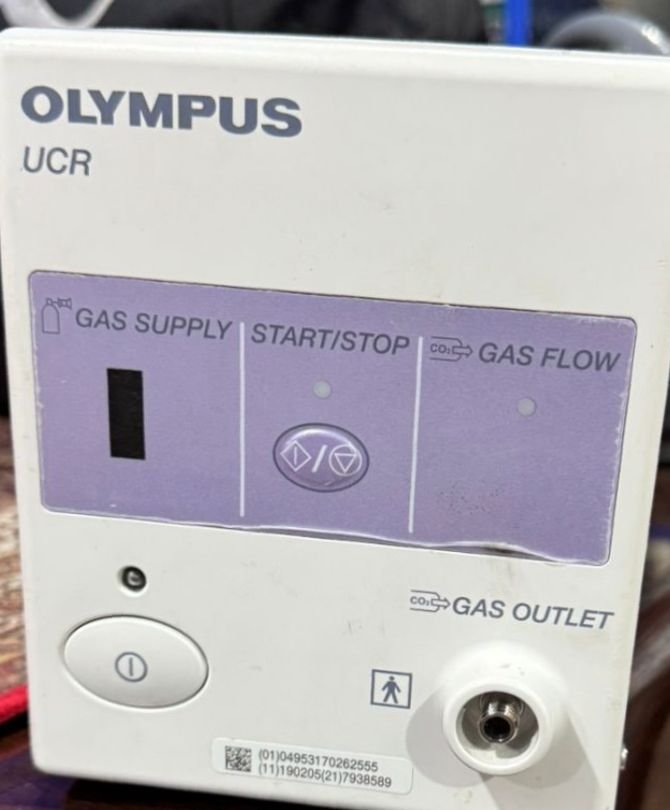 OLYMPUS
UCR
GAS SUPPLY
START/STOP
CO₂ GAS FLOW
CO₂ GAS OUTLET
(01)04953170262555
(11)190205(21)7938589